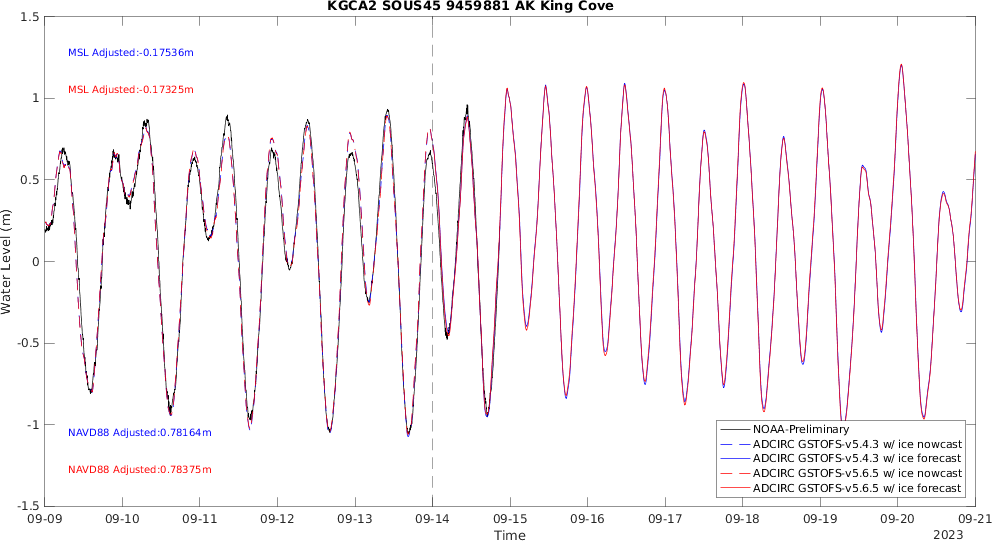 KGCA2 SOUS45 9459881 AK King Cove
1.5
MSL Adjusted:-0.17536m
MSL Adjusted:-0.17325m
1
0.5
0
-0.5
-1
-1.5
Water Level (m)
NAVD88 Adjusted:0.78164m
NAVD88 Adjusted:0.78375m
NOAA-Preliminary
ADCIRC GSTOFS-v5.4.3 w/ ice nowcast
ADCIRC GSTOFS-v5.4.3 w/ ice forecast
ADCIRC GSTOFS-v5.6.5 w/ ice nowcast
ADCIRC GSTOFS-v5.6.5 w/ ice forecast
09-09 09-10 09-11 09-12 09-13 09-14 09-15 09-16 09-17 09-18 09-19 09-20 09-21
Time
2023